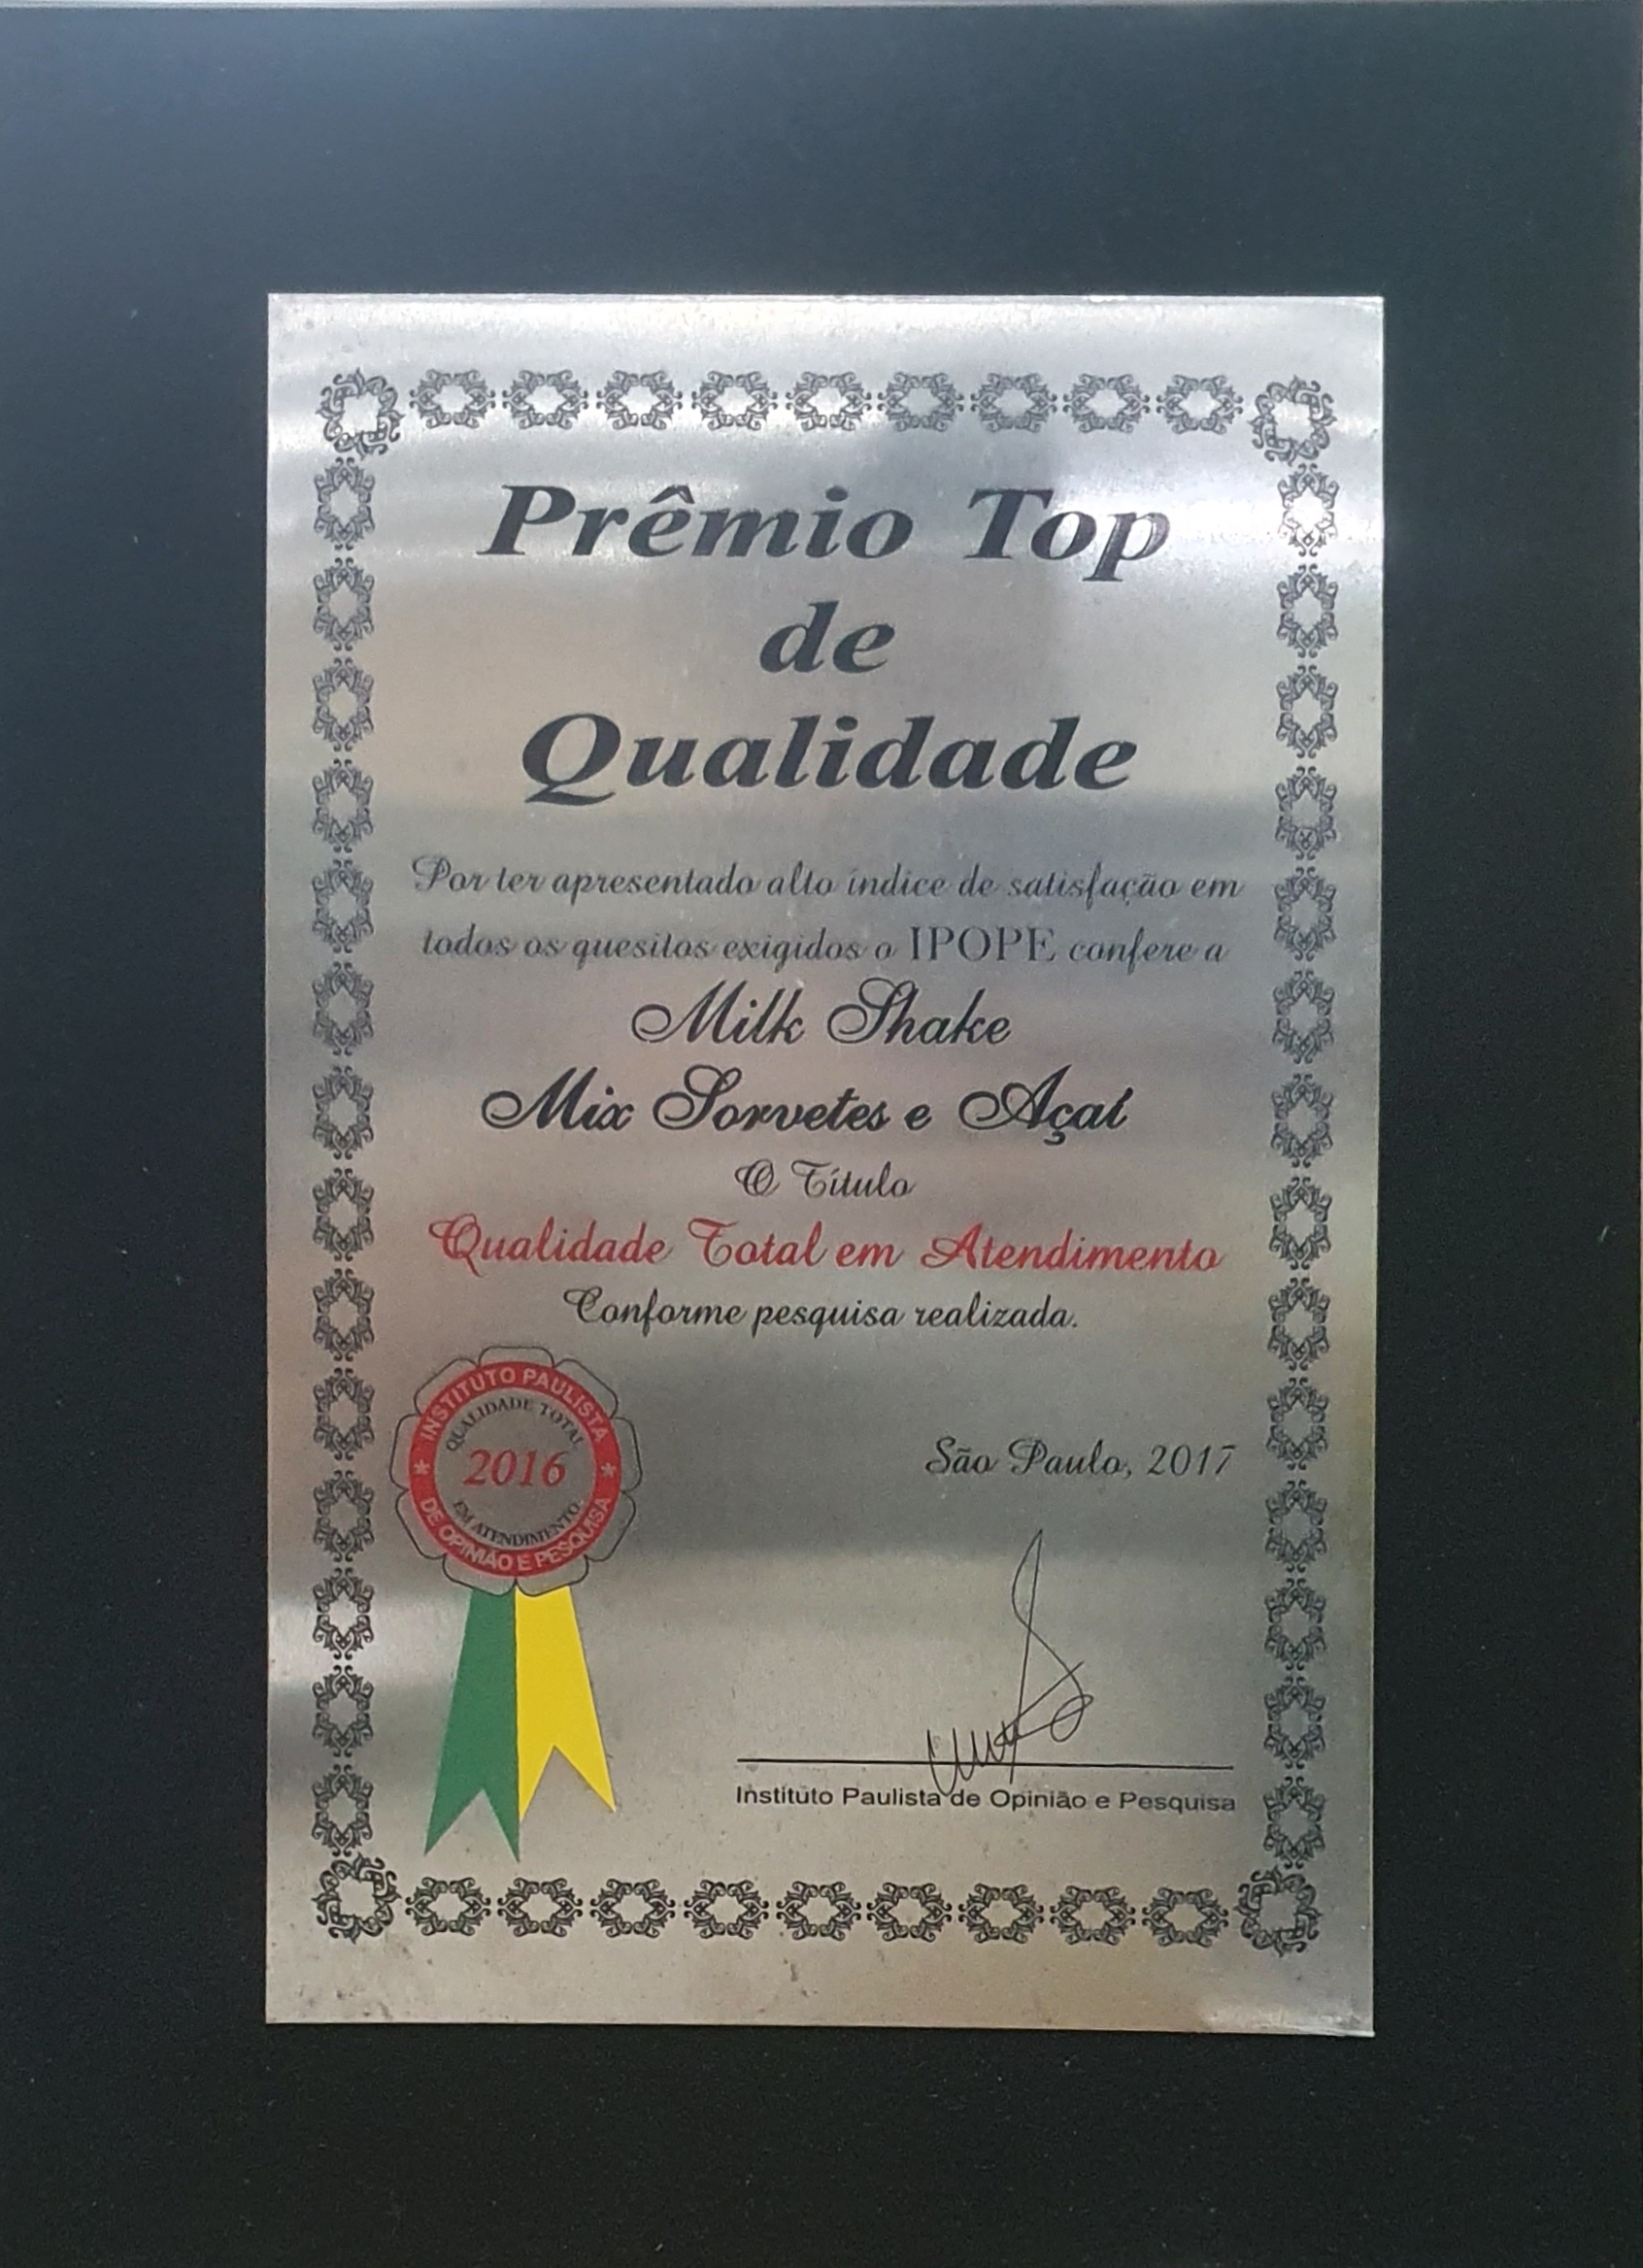 Prêmio Top
de
Qualidade
Por ter apresentado alto índice de satisfação em
todos os quesitos exigidos o IPOPE confere a
Milk Shake
Mix Sorvetes e Açaí
O Título
Qualidade Total em Atendimento
Conforme pesquisa realizada.
INSTITUTO PAULISTA
QUALIDADE TOTAL
2016
EM ATENDIMENTO.
DE OPINIÃO E PESQUISA
São Paulo, 2017
Instituto Paulista de Opinião e Pesquisa